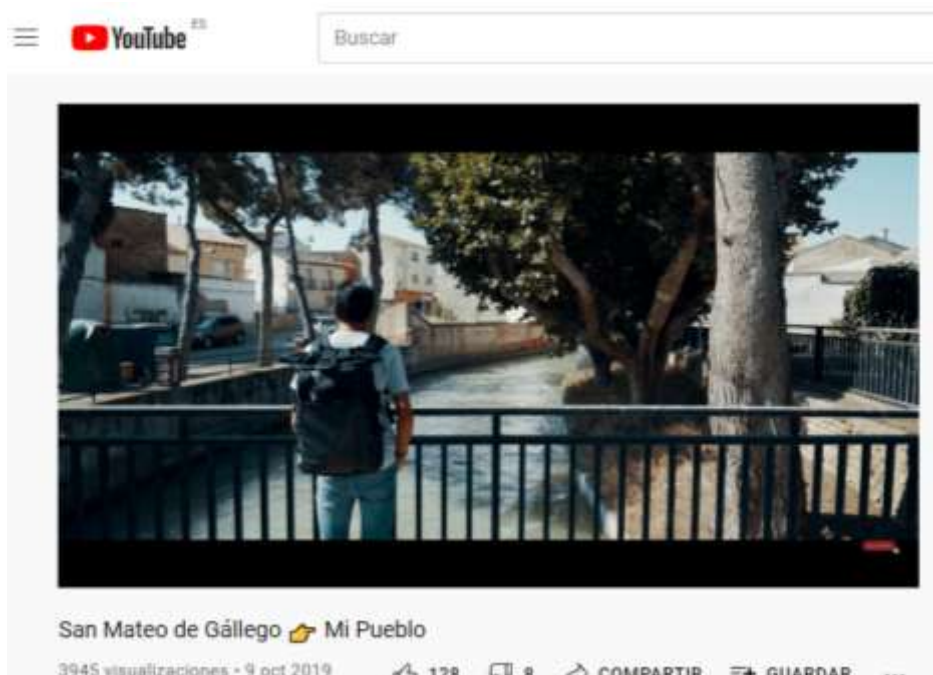 YouTube ES
Buscar
San Mateo de Gállego 👉 Mi Pueblo
3945 visualizaciones • 9 oct 2019 128 8 COMPARTIR GUARDAR